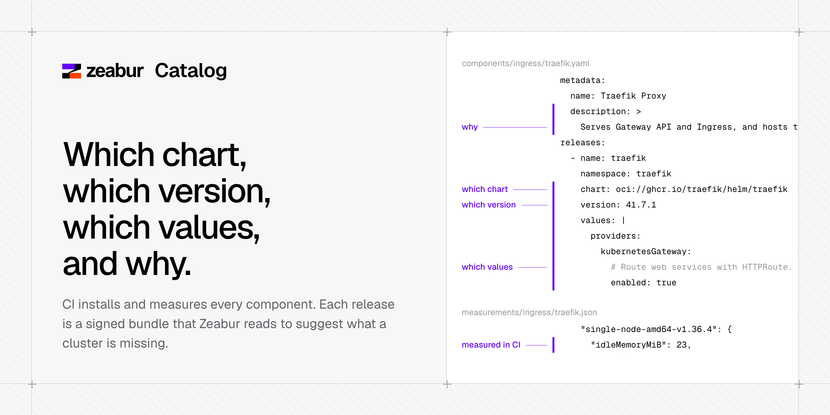 zeabur Catalog
Which chart,
which version,
which values,
and why.
CI installs and measures every component. Each release
is a signed bundle that Zeabur reads to suggest what a
cluster is missing.
components/ingress/traefik.yaml
metadata:
name: Traefik Proxy
description: >
why
Serves Gateway API and Ingress, and hosts t
releases:
- name: traefik
namespace: traefik
which chart
chart: oci://ghcr.io/traefik/helm/traefik
which version
version: 41.7.1
values: |
providers:
kubernetesGateway:
which values
# Route web services with HTTPRoute.
enabled: true
measurements/ingress/traefik.json
"single-node-amd64-v1.36.4": {
measured in CI
"idleMemoryMiB": 23,